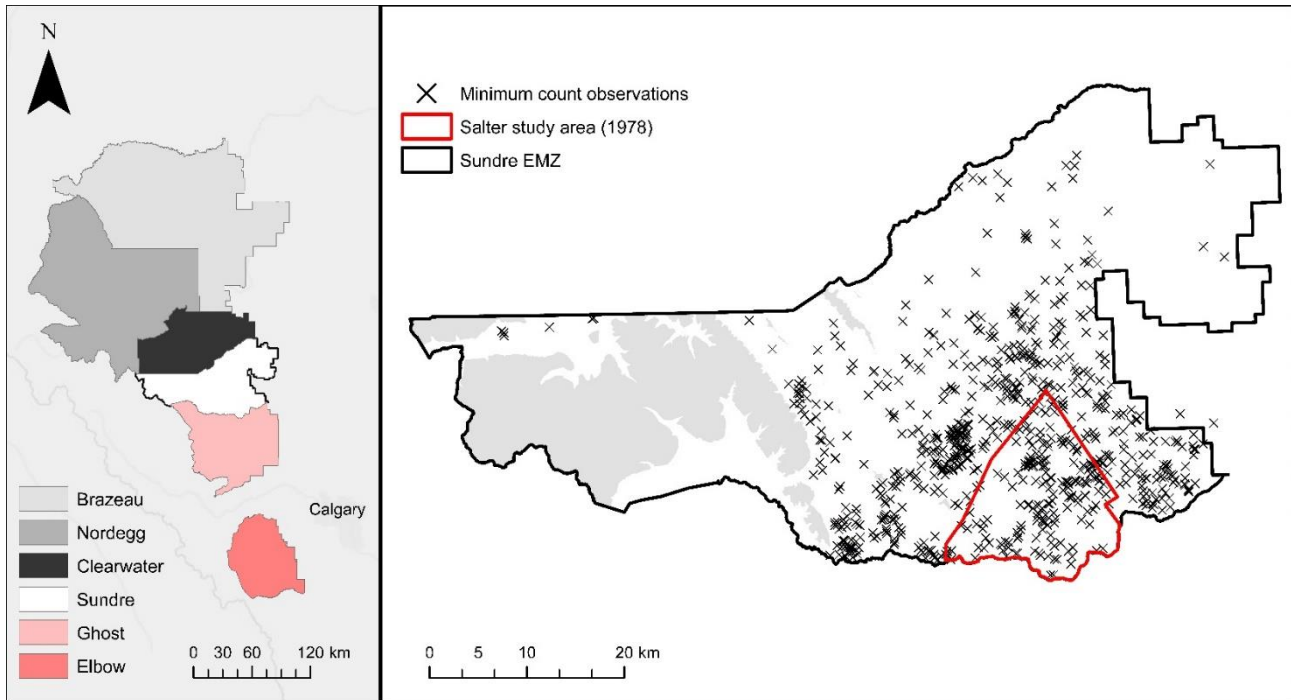 N
Calgary
Brazeau
Nordegg
Clearwater
Sundre
Ghost
Elbow
0 30 60 120 km
Minimum count observations
Salter study area (1978)
Sundre EMZ
0 5 10 20 km